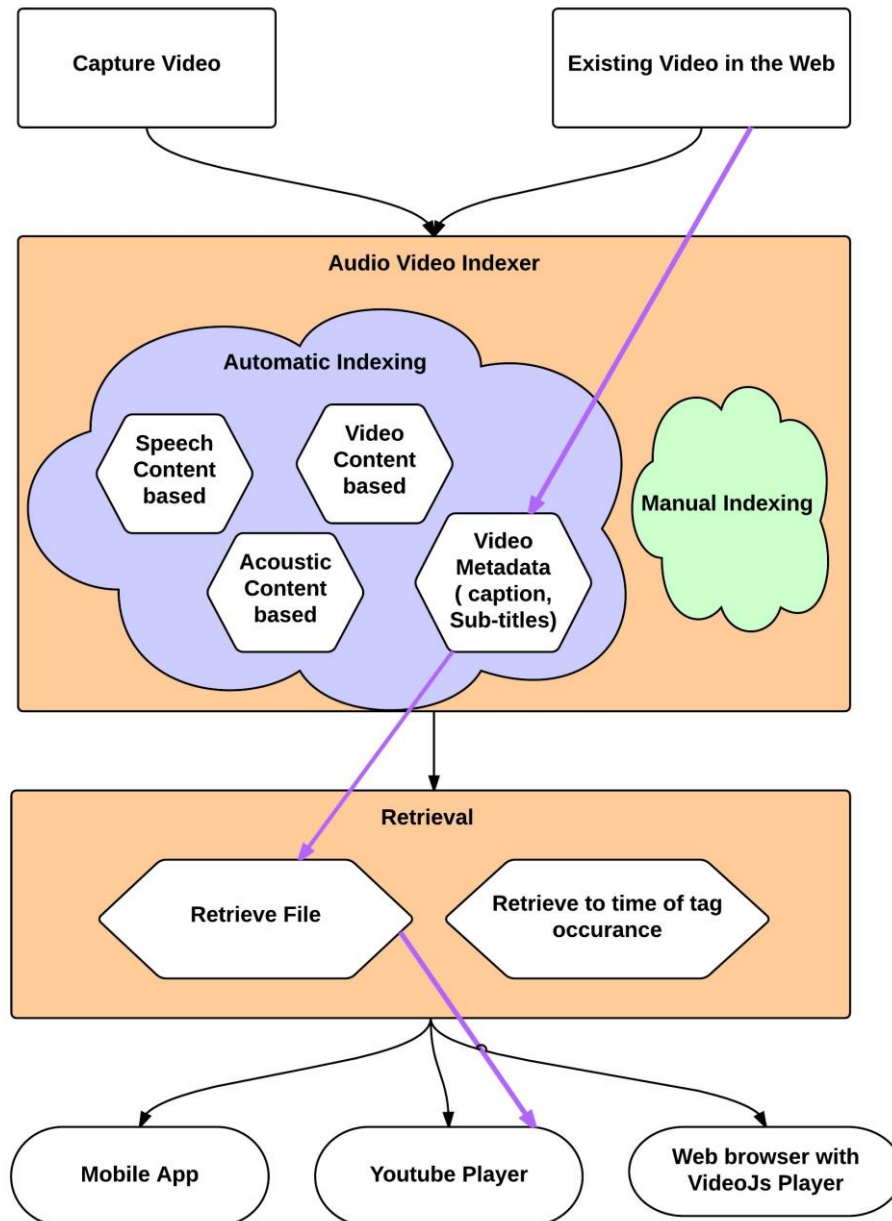 Capture Video
Existing Video in the Web
Audio Video Indexer
Automatic Indexing
Speech
Content
based
Video
Content
based
Acoustic
Content
based
Video
Metadata
( caption,
Sub-titles)
Manual Indexing
Retrieval
Retrieve File
Retrieve to time of tag
occurance
Mobile App
Youtube Player
Web browser with
VideoJs Player